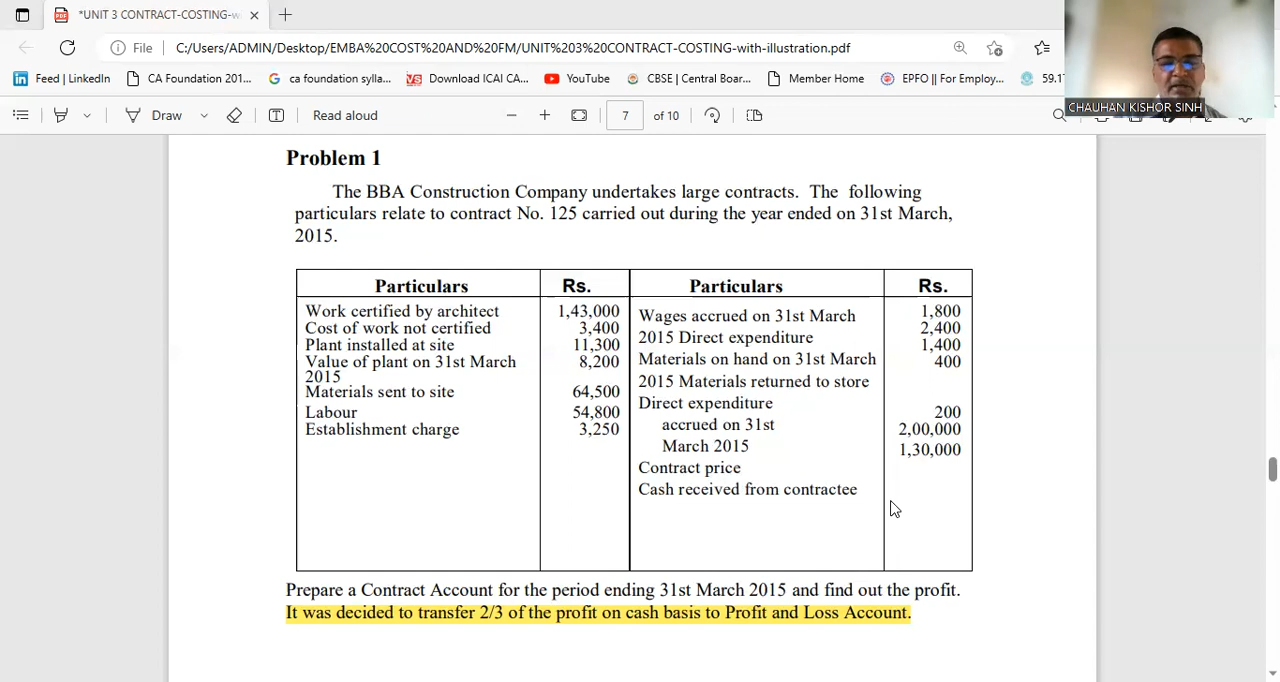 *UNIT 3 CONTRACT-COSTING-w
File C:/Users/ADMIN/Desktop/EMBA%20COST%20AND%20FM/UNIT%203%20CONTRACT-COSTING-with-illustration.pdf
Feed | LinkedIn CA Foundation 201... ca foundation sylla... Download ICAI CA... YouTube CBSE | Central Boar... Member Home EPFO || For Employ... 59.1
CHAUHAN KISHOR SINH
Draw Read aloud 7 of 10
Problem 1
The BBA Construction Company undertakes large contracts. The following
particulars relate to contract No. 125 carried out during the year ended on 31st March,
2015.
Particulars Rs. Particulars Rs.
Work certified by architect 1,43,000
Cost of work not certified 3,400
Plant installed at site 11,300
Value of plant on 31st March 8,200
2015
Materials sent to site 64,500
Labour 54,800
Establishment charge 3,250
Wages accrued on 31st March 1,800
2015 Direct expenditure 2,400
Materials on hand on 31st March 1,400
2015 Materials returned to store 400
Direct expenditure
accrued on 31st 200
March 2015 2,00,000
Contract price 1,30,000
Cash received from contractee
Prepare a Contract Account for the period ending 31st March 2015 and find out the profit.
It was decided to transfer 2/3 of the profit on cash basis to Profit and Loss Account.